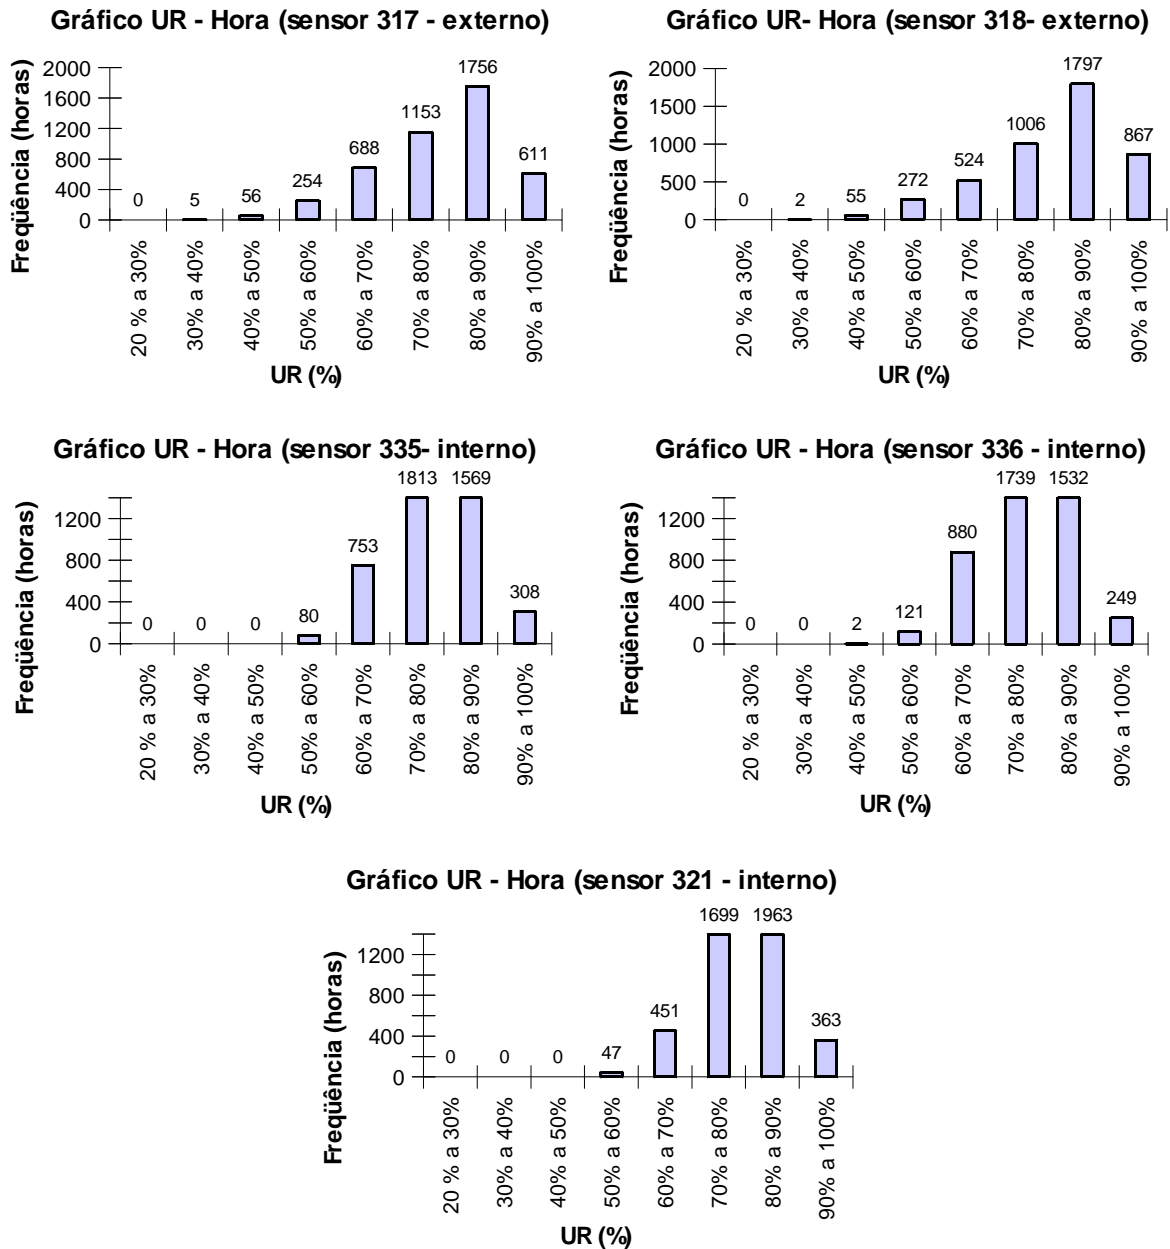 Gráfico UR - Hora (sensor 317 - externo)
Freqüência (horas)
2000
1600
1200
800
400
0
0
5
56
254
688
1153
1756
611
20 % a 30%
30% a 40%
40% a 50%
50% a 60%
60% a 70%
70% a 80%
80% a 90%
90% a 100%
UR (%)
Gráfico UR- Hora (sensor 318- externo)
Freqüência (horas)
2000
1500
1000
500
0
0
2
55
272
524
1006
1797
867
20 % a 30%
30% a 40%
40% a 50%
50% a 60%
60% a 70%
70% a 80%
80% a 90%
90% a 100%
UR (%)
Gráfico UR - Hora (sensor 335- interno)
Freqüência (horas)
1200
800
400
0
0
0
0
80
753
1813
1569
308
20 % a 30%
30% a 40%
40% a 50%
50% a 60%
60% a 70%
70% a 80%
80% a 90%
90% a 100%
UR (%)
Gráfico UR - Hora (sensor 336 - interno)
Freqüência (horas)
1200
800
400
0
0
0
2
121
880
1739
1532
249
20 % a 30%
30% a 40%
40% a 50%
50% a 60%
60% a 70%
70% a 80%
80% a 90%
90% a 100%
UR (%)
Gráfico UR - Hora (sensor 321 - interno)
Freqüência (horas)
1200
800
400
0
0
0
0
47
451
1699
1963
363
20 % a 30%
30% a 40%
40% a 50%
50% a 60%
60% a 70%
70% a 80%
80% a 90%
90% a 100%
UR (%)